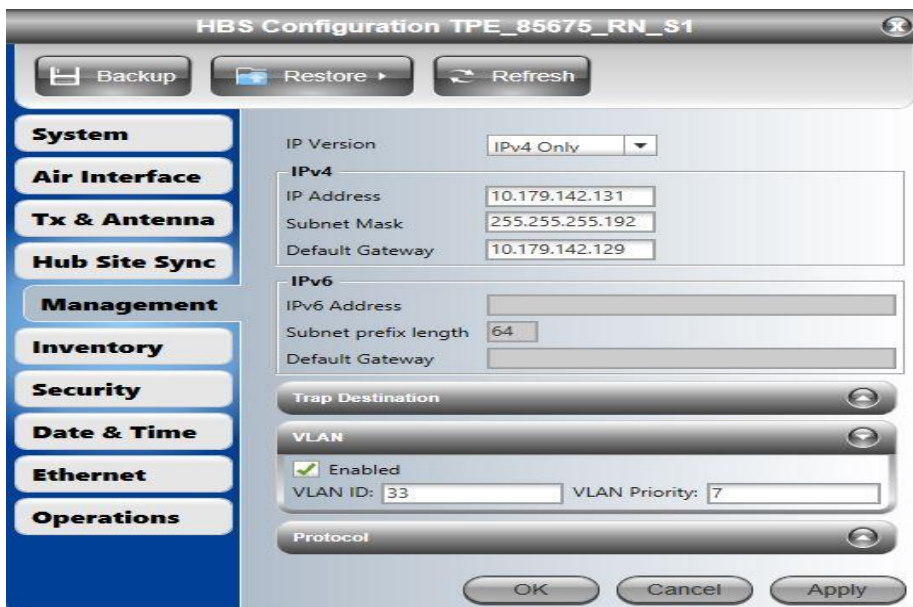 HBS Configuration TPE_85675_RN_S1
Backup
Restore
Refresh
System
Air Interface
Tx & Antenna
Hub Site Sync
Management
Inventory
Security
Date & Time
Ethernet
Operations
IP Version IPv4 Only
IPv4
IP Address 10.179.142.131
Subnet Mask 255.255.255.192
Default Gateway 10.179.142.129
IPv6
IPv6 Address
Subnet prefix length 64
Default Gateway
Trap Destination
VLAN
Enabled
VLAN ID: 33 VLAN Priority: 7
Protocol
OK Cancel Apply